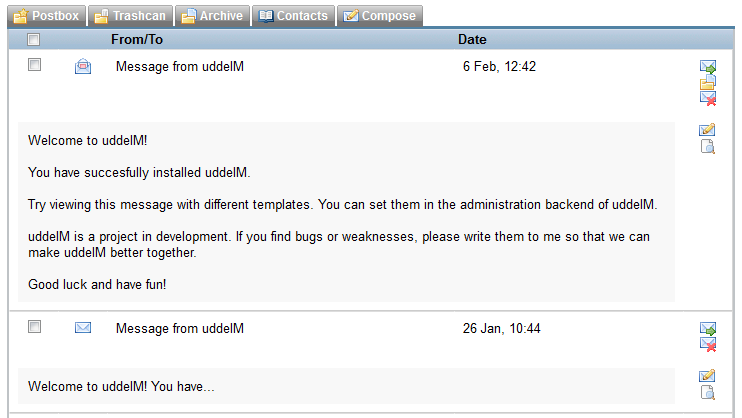 Postbox Trashcan Archive Contacts Compose
From/To Date
Message from uddeIM 6 Feb, 12:42
Welcome to uddeIM!
You have succesfully installed uddeIM.
Try viewing this message with different templates. You can set them in the administration backend of uddeIM.
uddeIM is a project in development. If you find bugs or weaknesses, please write them to me so that we can
make uddeIM better together.
Good luck and have fun!
Message from uddeIM 26 Jan, 10:44
Welcome to uddeIM! You have...